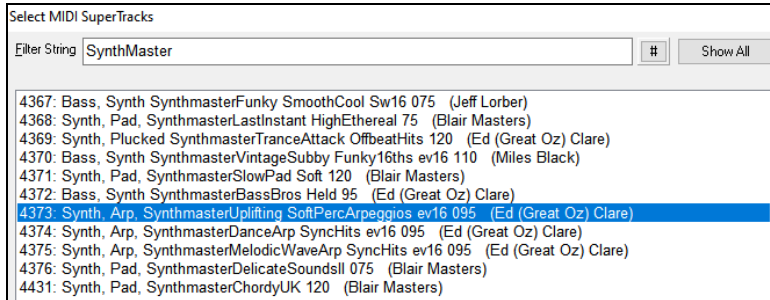 Select MIDI SuperTracks
Filter String SynthMaster # Show All
4367: Bass, Synth SynthmasterFunky SmoothCool Sw16 075 (Jeff Lorber)
4368: Synth, Pad, SynthmasterLastInstant HighEthereal 75 (Blair Masters)
4369: Synth, Plucked SynthmasterTranceAttack OffbeatHits 120 (Ed (Great Oz) Clare)
4370: Bass, Synth SynthmasterVintageSubby Funky16ths ev16 110 (Miles Black)
4371: Synth, Pad, SynthmasterSlowPad Soft 120 (Blair Masters)
4372: Bass, Synth SynthmasterBassBros Held 95 (Ed (Great Oz) Clare)
4373: Synth, Arp, SynthmasterUplifting SoftPercArpeggios ev16 095 (Ed (Great Oz) Clare)
4374: Synth, Arp, SynthmasterDanceArp SyncHits ev16 095 (Ed (Great Oz) Clare)
4375: Synth, Arp, SynthmasterMelodicWaveArp SyncHits ev16 095 (Ed (Great Oz) Clare)
4376: Synth, Pad, SynthmasterDelicateSoundsII 075 (Blair Masters)
4431: Synth, Pad, SynthmasterChordyUK 120 (Blair Masters)